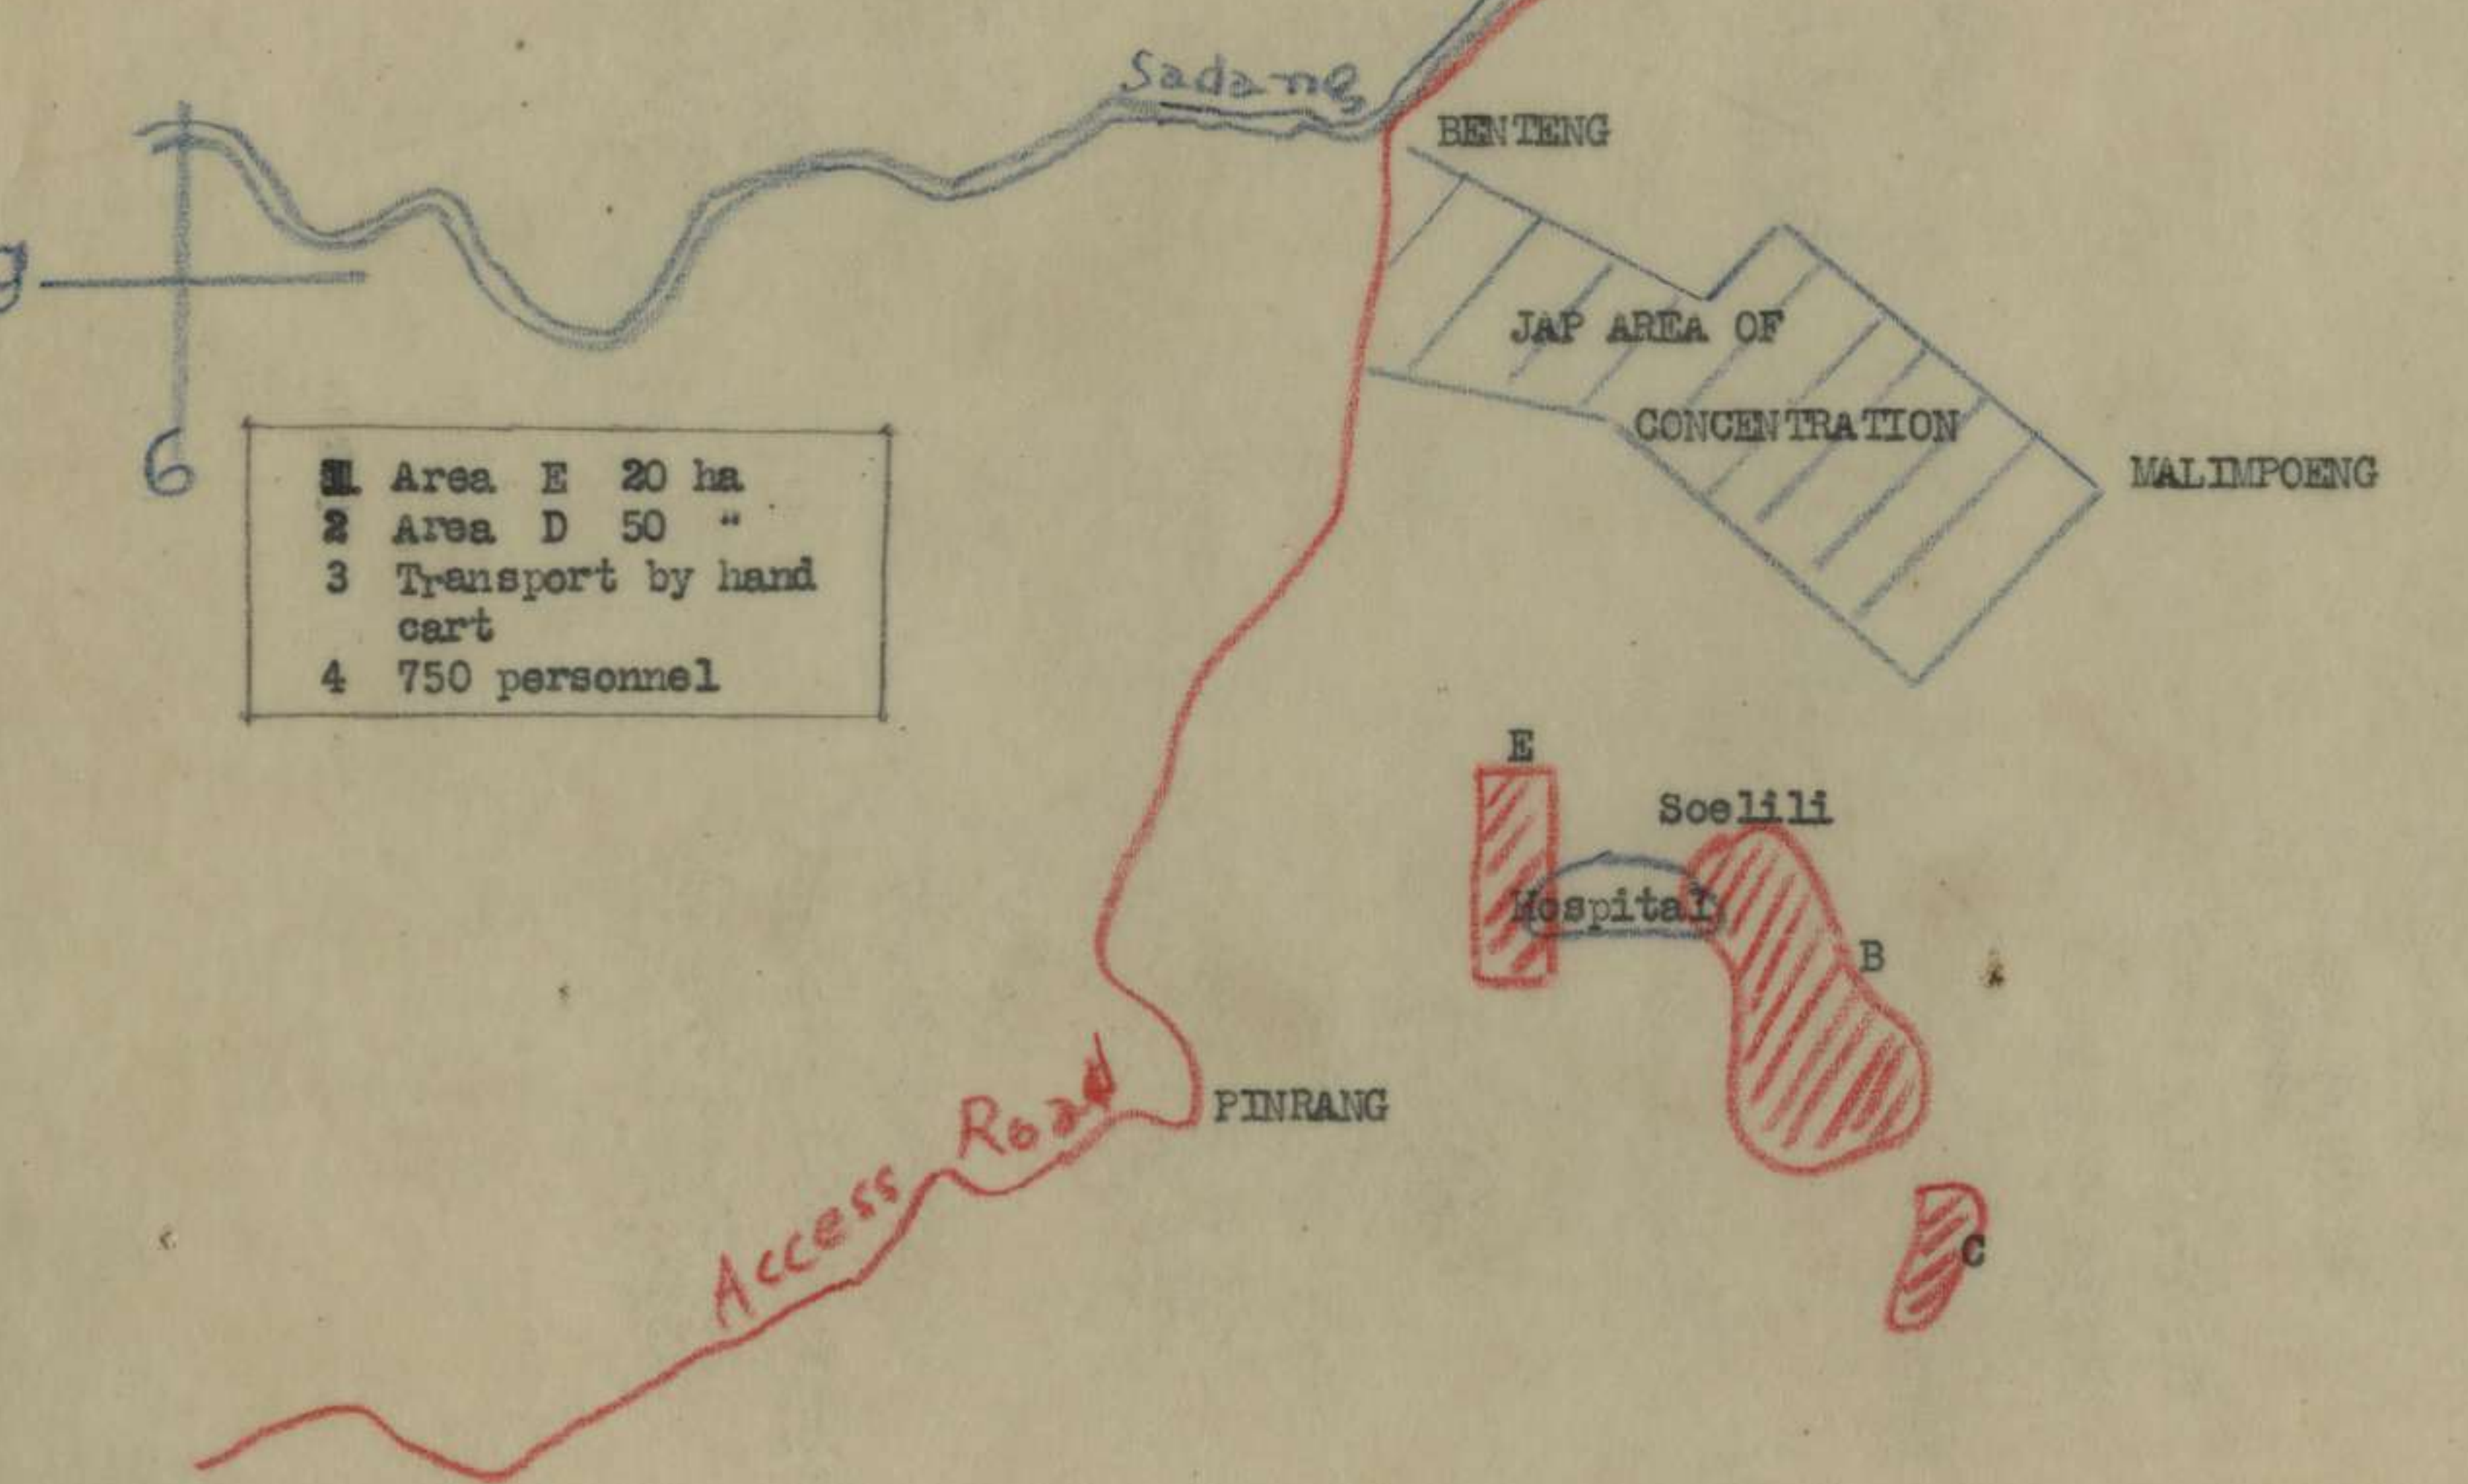 Sadang
BENTENG
9
JAP AREA OF
CONCENTRATION
MALIMPOENG
6
1 Area E 20 ha
2 Area D 50 "
3 Transport by hand
cart
4 750 personnel
E
Soelili
Hospital
B
PINRANG
Access Road
C